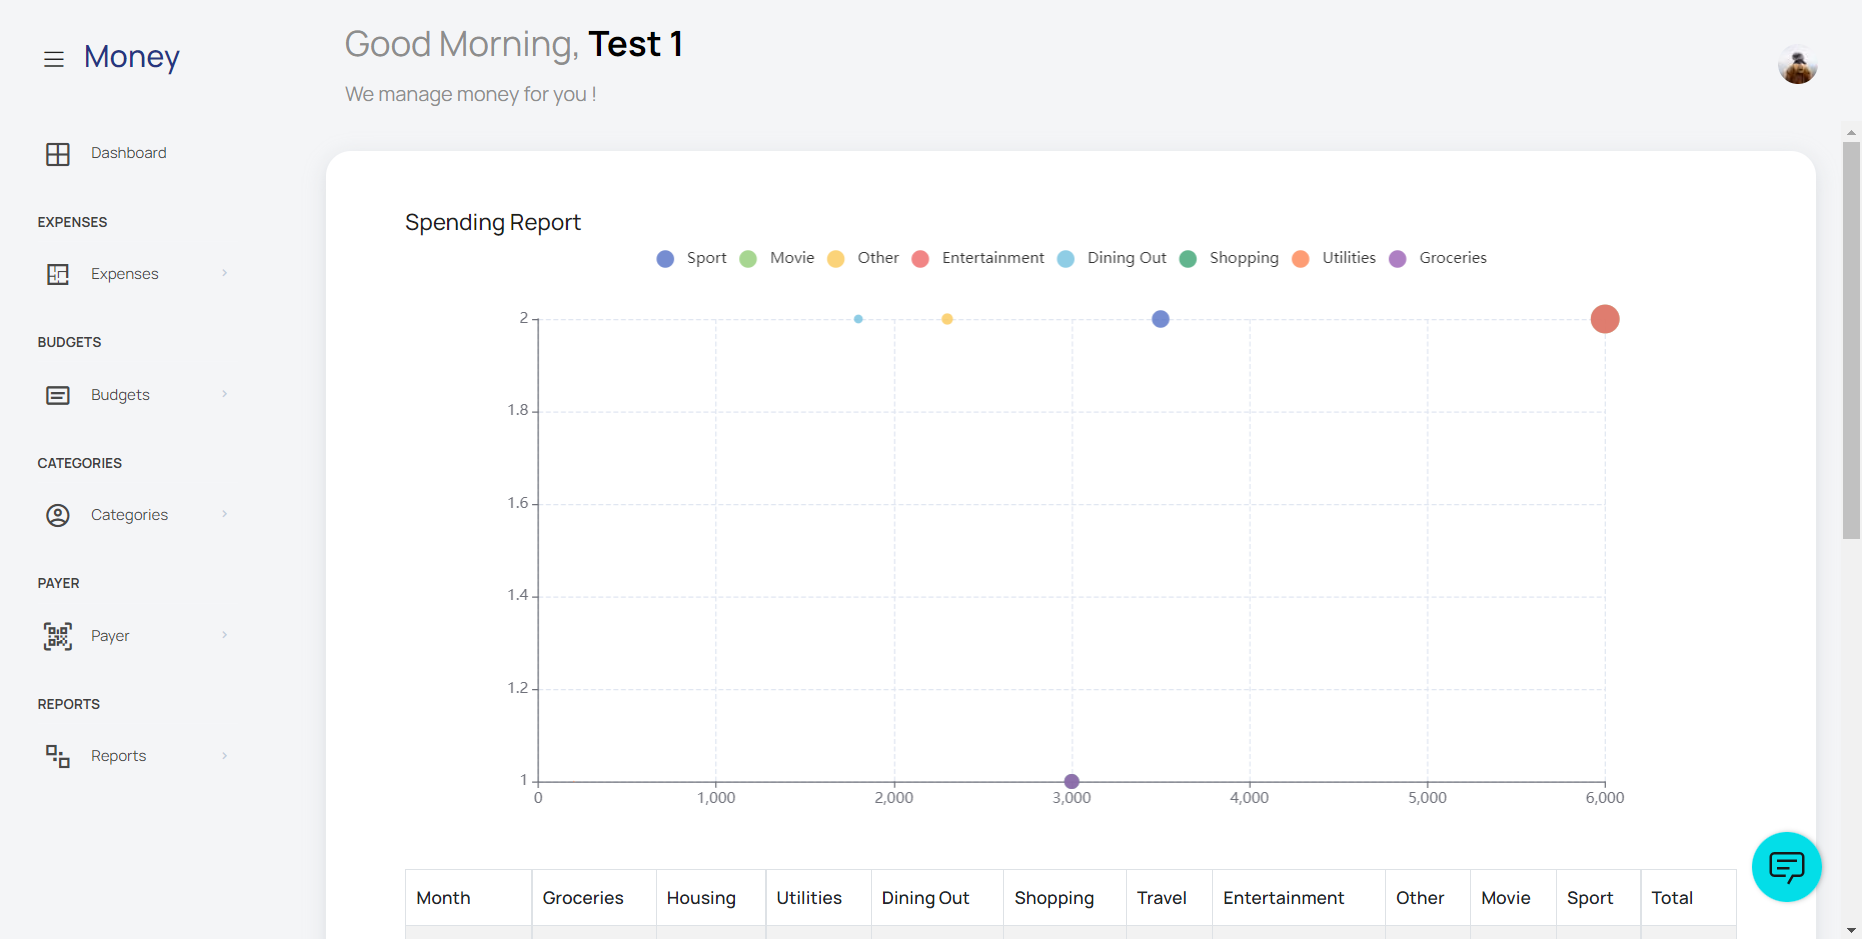 Money
Good Morning, Test 1
We manage money for you !
Dashboard
EXPENSES
Expenses
BUDGETS
Budgets
CATEGORIES
Categories
PAYER
Payer
REPORTS
Reports
Spending Report
Sport Movie Other Entertainment Dining Out Shopping Utilities Groceries
2
1.8
1.6
1.4
1.2
1
0 1,000 2,000 3,000 4,000 5,000 6,000
Month Groceries Housing Utilities Dining Out Shopping Travel Entertainment Other Movie Sport Total